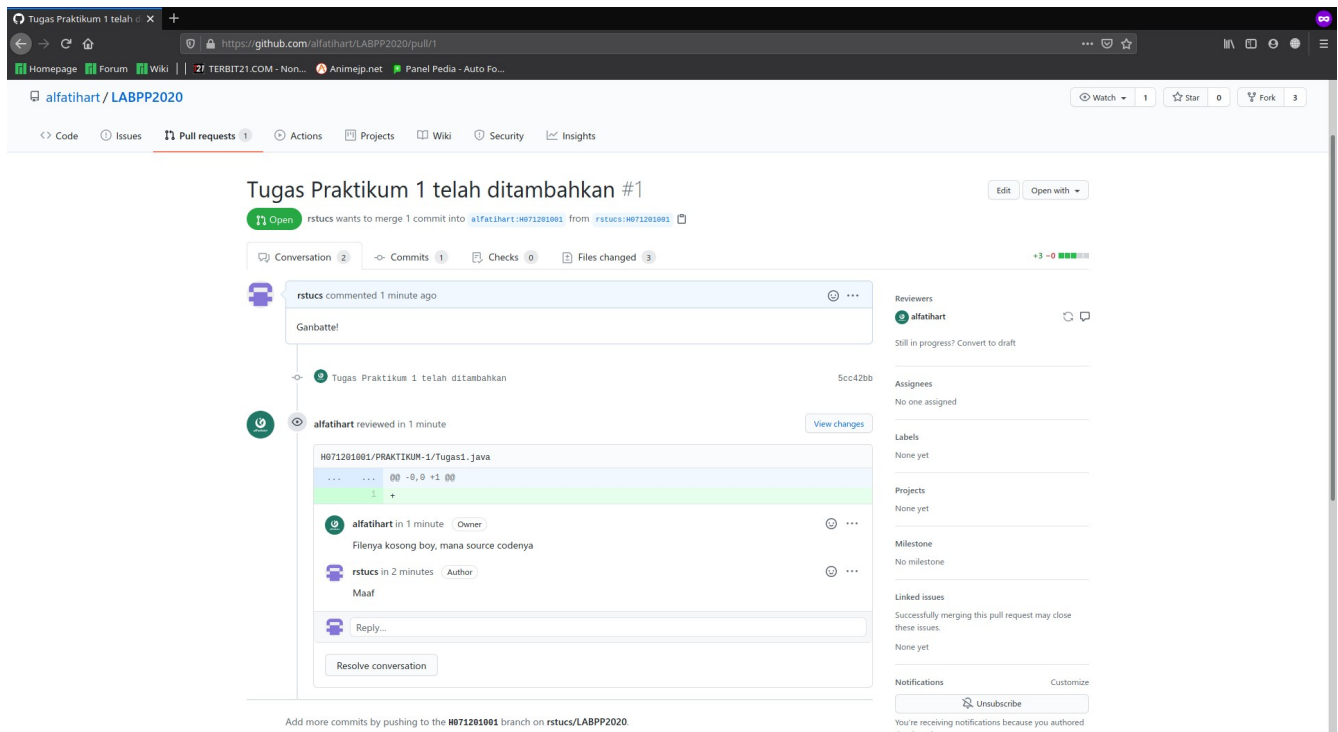 Tugas Praktikum 1 telah d
https://github.com/alfatihart/LABPP2020/pull/1
Homepage Forum Wiki 21 TERBIT21.COM - Non... Animejp.net Panel Pedia - Auto Fo...
alfatihart / LABPP2020
Watch 1 Star 0 Fork 3
Code Issues Pull requests 1 Actions Projects Wiki Security Insights
Tugas Praktikum 1 telah ditambahkan #1
Edit Open with
Open rstucs wants to merge 1 commit into alfatihart:H071201001 from rstucs:H071201001
Conversation 2 Commits 1 Checks 0 Files changed 3
+3 −0
rstucs commented 1 minute ago
Ganbatte!
Tugas Praktikum 1 telah ditambahkan 5cc42bb
alfatihart reviewed in 1 minute View changes
H071201001/PRAKTIKUM-1/Tugas1.java
... ... @@ -0,0 +1 @@
1 +
alfatihart in 1 minute Owner
Filenya kosong boy, mana source codenya
rstucs in 2 minutes Author
Maaf
Reply...
Resolve conversation
Add more commits by pushing to the H071201001 branch on rstucs/LABPP2020.
Reviewers
alfatihart
Still in progress? Convert to draft
Assignees
No one assigned
Labels
None yet
Projects
None yet
Milestone
No milestone
Linked issues
Successfully merging this pull request may close
these issues.
None yet
Notifications Customize
Unsubscribe
You're receiving notifications because you authored